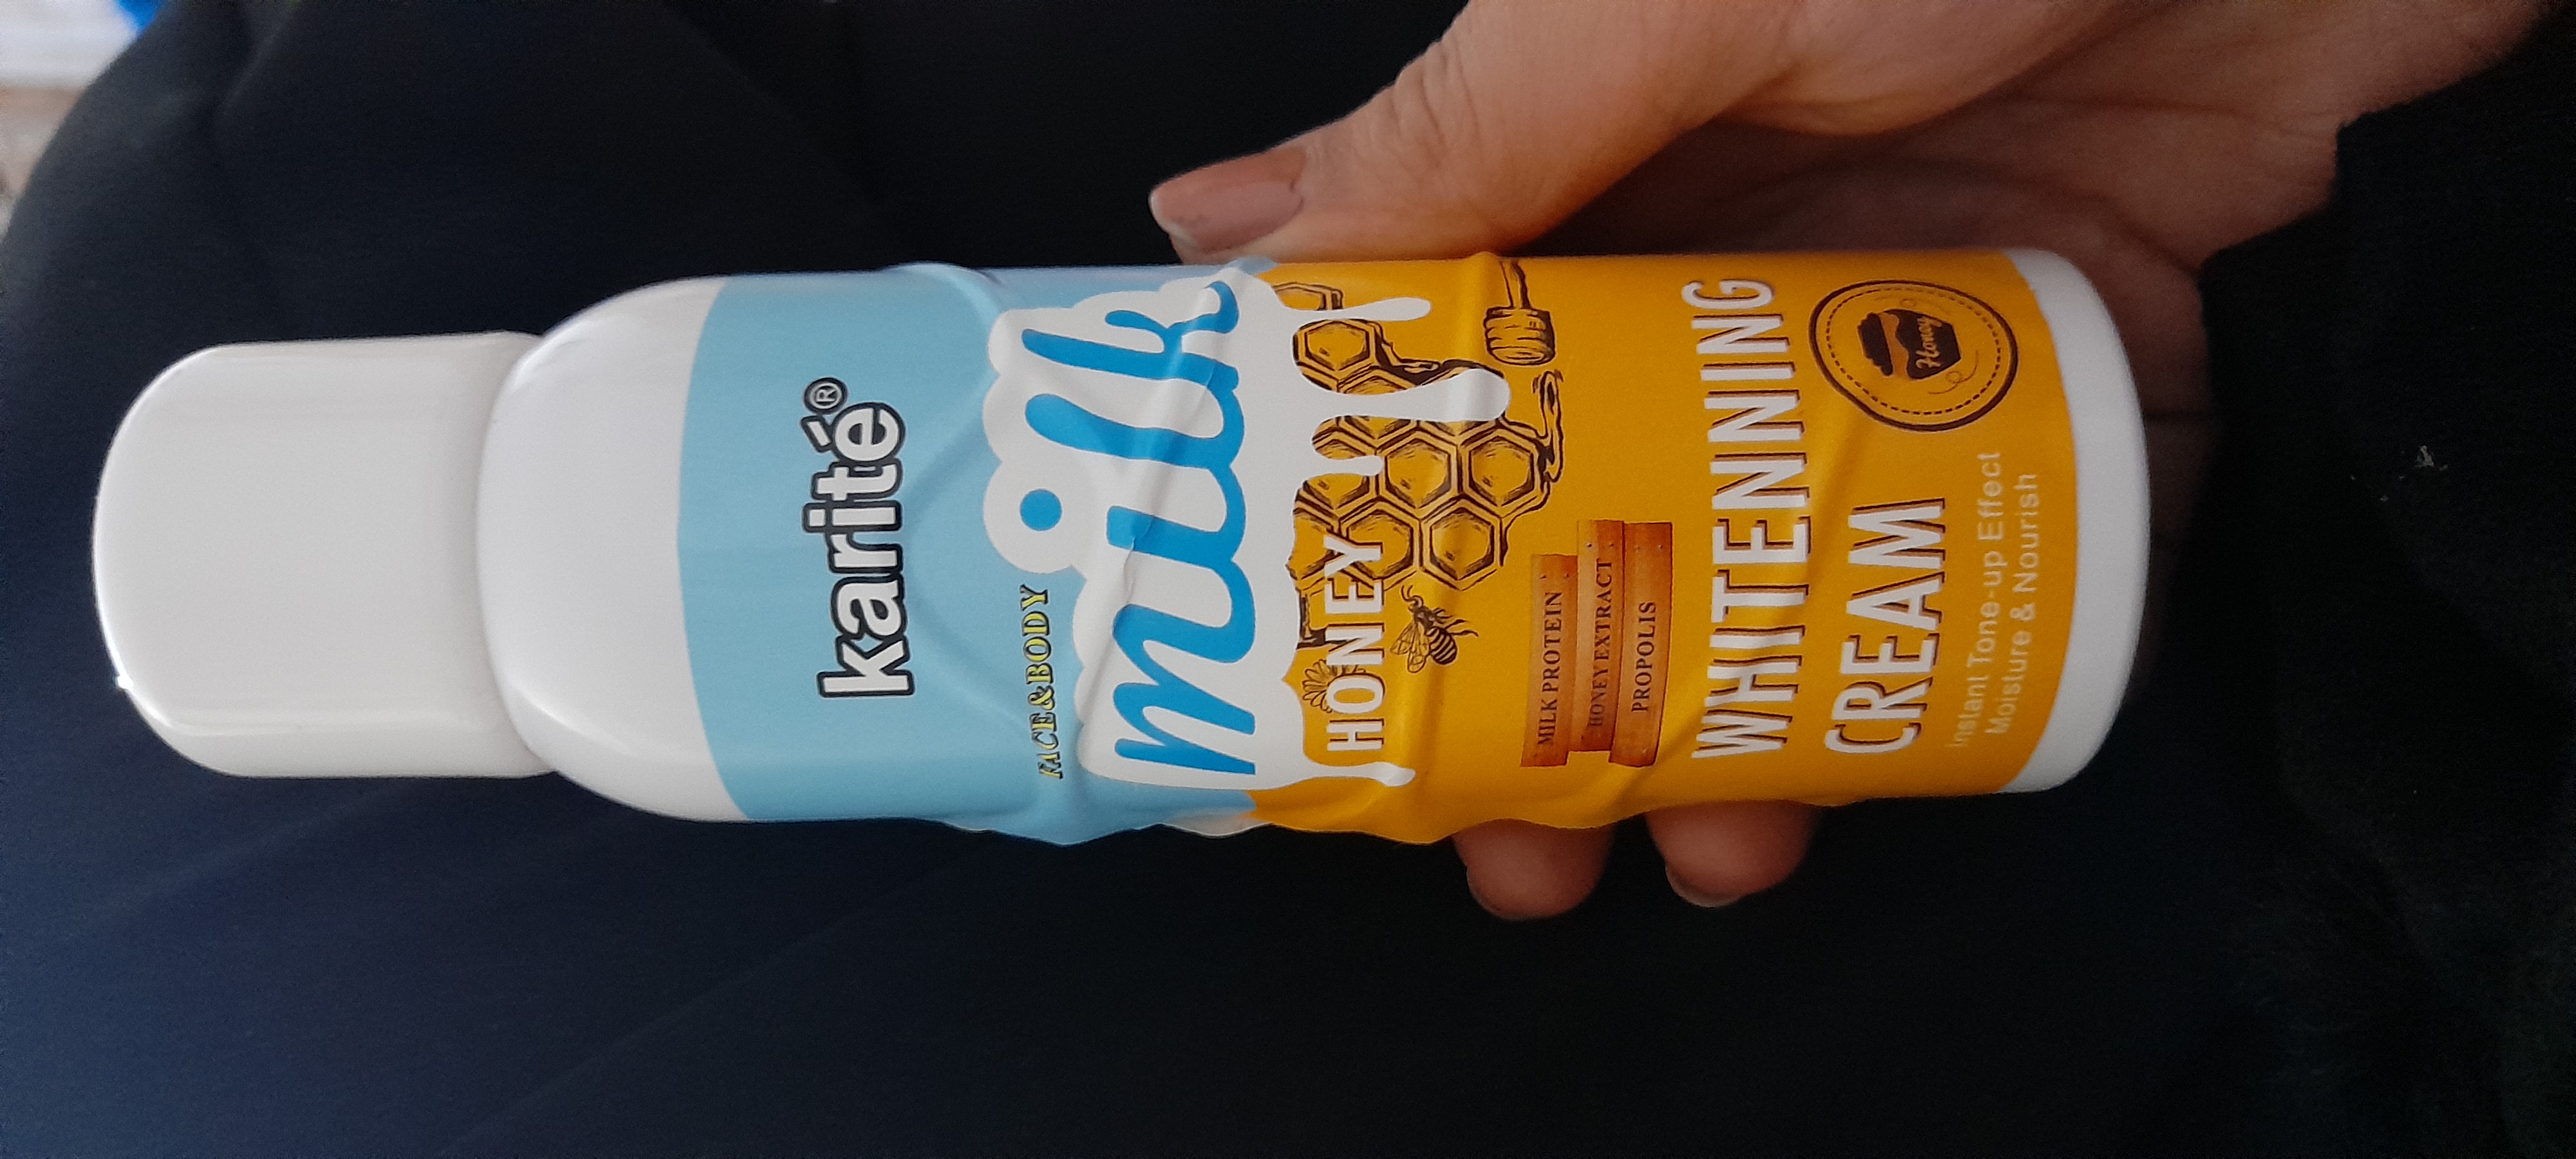 karité®
FACE&BODY
milk
HONEY
MILK PROTEIN
HONEY EXTRACT
PROPOLIS
WHITENNING
CREAM
Honey
Instant Tone-up Effect
Moisture & Nourish